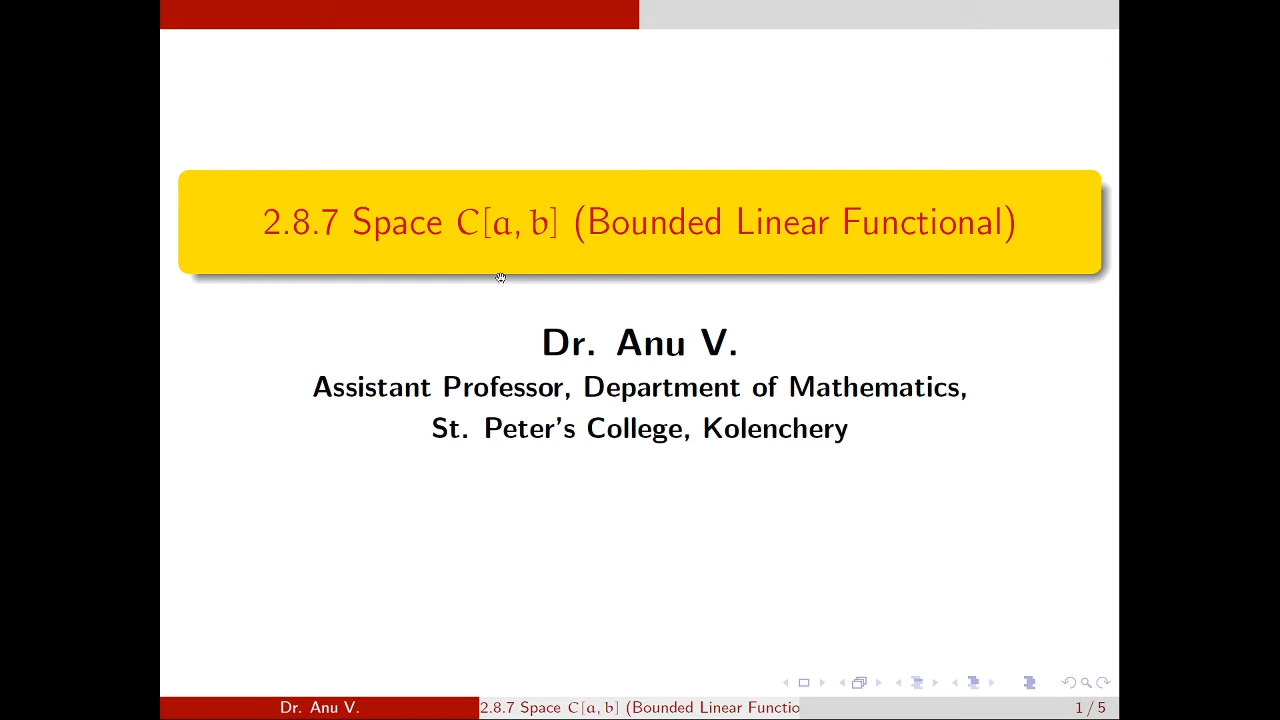 2.8.7 Space C[a, b] (Bounded Linear Functional)
Dr. Anu V.
Assistant Professor, Department of Mathematics,
St. Peter's College, Kolenchery
Dr. Anu V.
2.8.7 Space C[a, b] (Bounded Linear Functio
1 / 5